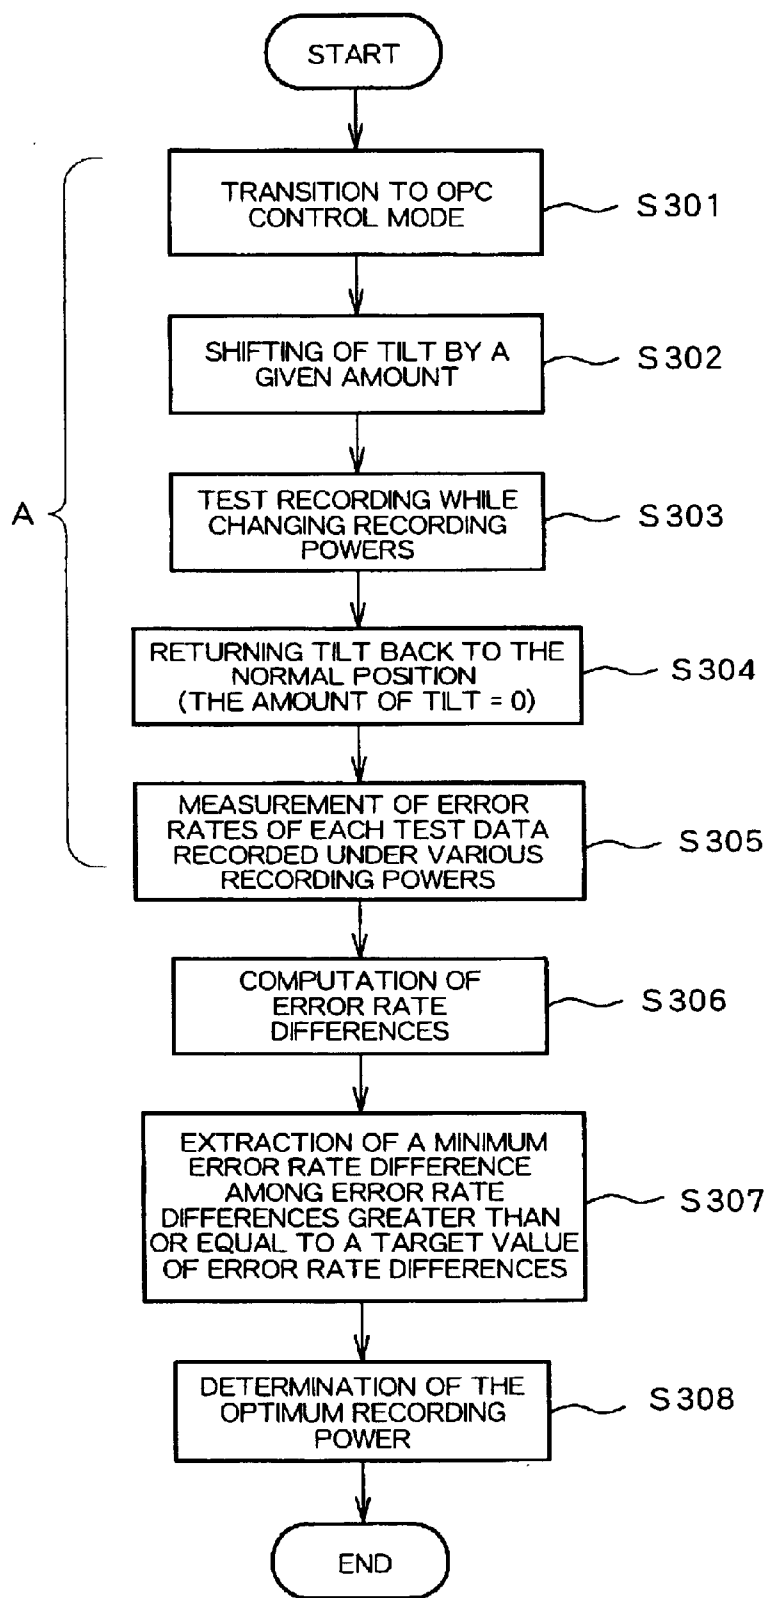 START
TRANSITION TO OPC
CONTROL MODE
S301
SHIFTING OF TILT BY A
GIVEN AMOUNT
S302
A
TEST RECORDING WHILE
CHANGING RECORDING
POWERS
S303
RETURNING TILT BACK TO THE
NORMAL POSITION
(THE AMOUNT OF TILT = 0)
S304
MEASUREMENT OF ERROR
RATES OF EACH TEST DATA
RECORDED UNDER VARIOUS
RECORDING POWERS
S305
COMPUTATION OF
ERROR RATE
DIFFERENCES
S306
EXTRACTION OF A MINIMUM
ERROR RATE DIFFERENCE
AMONG ERROR RATE
DIFFERENCES GREATER THAN
OR EQUAL TO A TARGET VALUE
OF ERROR RATE DIFFERENCES
S307
DETERMINATION OF THE
OPTIMUM RECORDING
POWER
S308
END